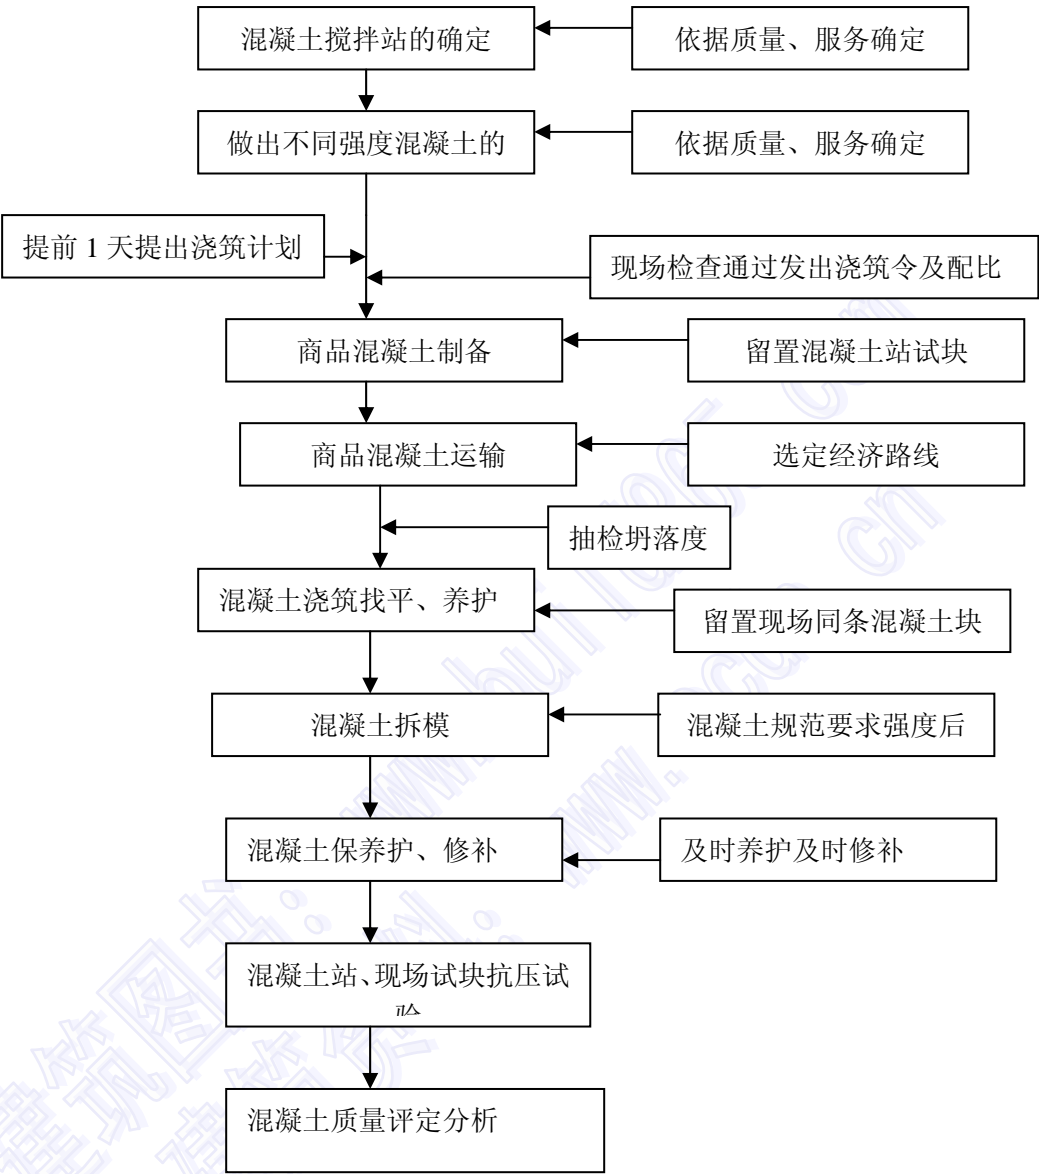 混凝土搅拌站的确定
依据质量、服务确定
做出不同强度混凝土的
依据质量、服务确定
提前 1 天提出浇筑计划
现场检查通过发出浇筑令及配比
商品混凝土制备
留置混凝土站试块
商品混凝土运输
选定经济路线
抽检坍落度
混凝土浇筑找平、养护
留置现场同条混凝土块
混凝土拆模
混凝土规范要求强度后
混凝土保养护、修补
及时养护及时修补
混凝土站、现场试块抗压试
混凝土质量评定分析